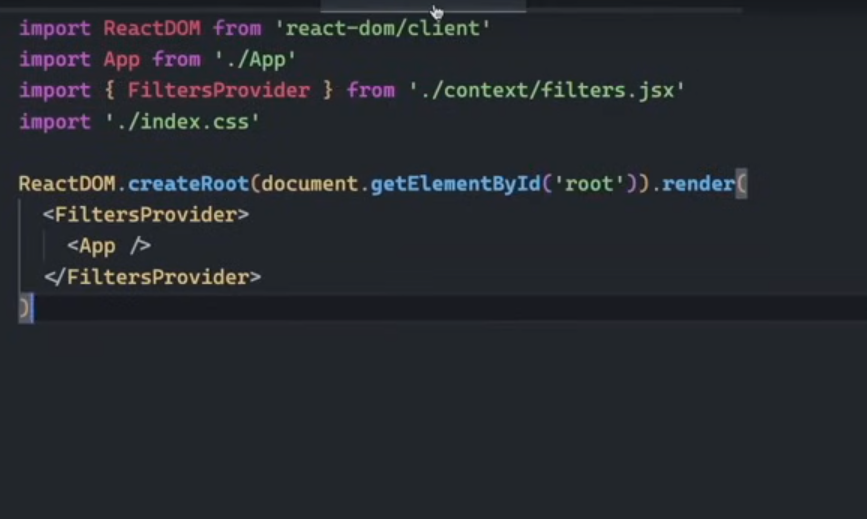 import ReactDOM from 'react-dom/client'
import App from './App'
import { FiltersProvider } from './context/filters.jsx'
import './index.css'

ReactDOM.createRoot(document.getElementById('root')).render(
  <FiltersProvider>
    <App />
  </FiltersProvider>
)